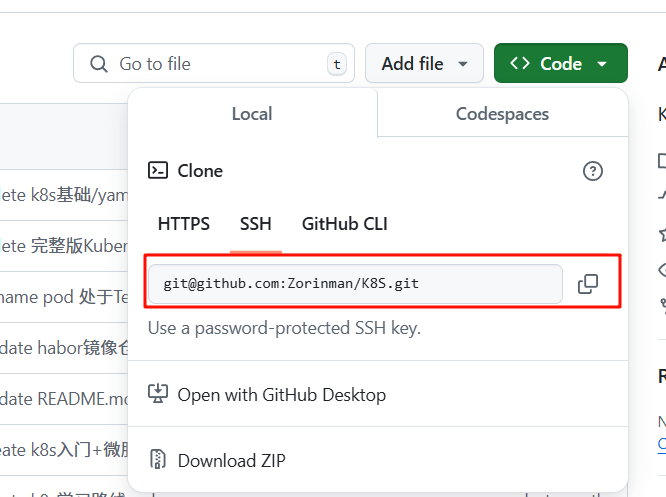 Go to file t Add file Code
Local Codespaces
Clone
HTTPS SSH GitHub CLI
git@github.com:Zorinman/K8S.git
Use a password-protected SSH key.
Open with GitHub Desktop
Download ZIP
lete k8s基础/yam
lete 完整版Kuber
name pod 处于Te
date habor镜像仓
date README.mo
eate k8s入门+微服